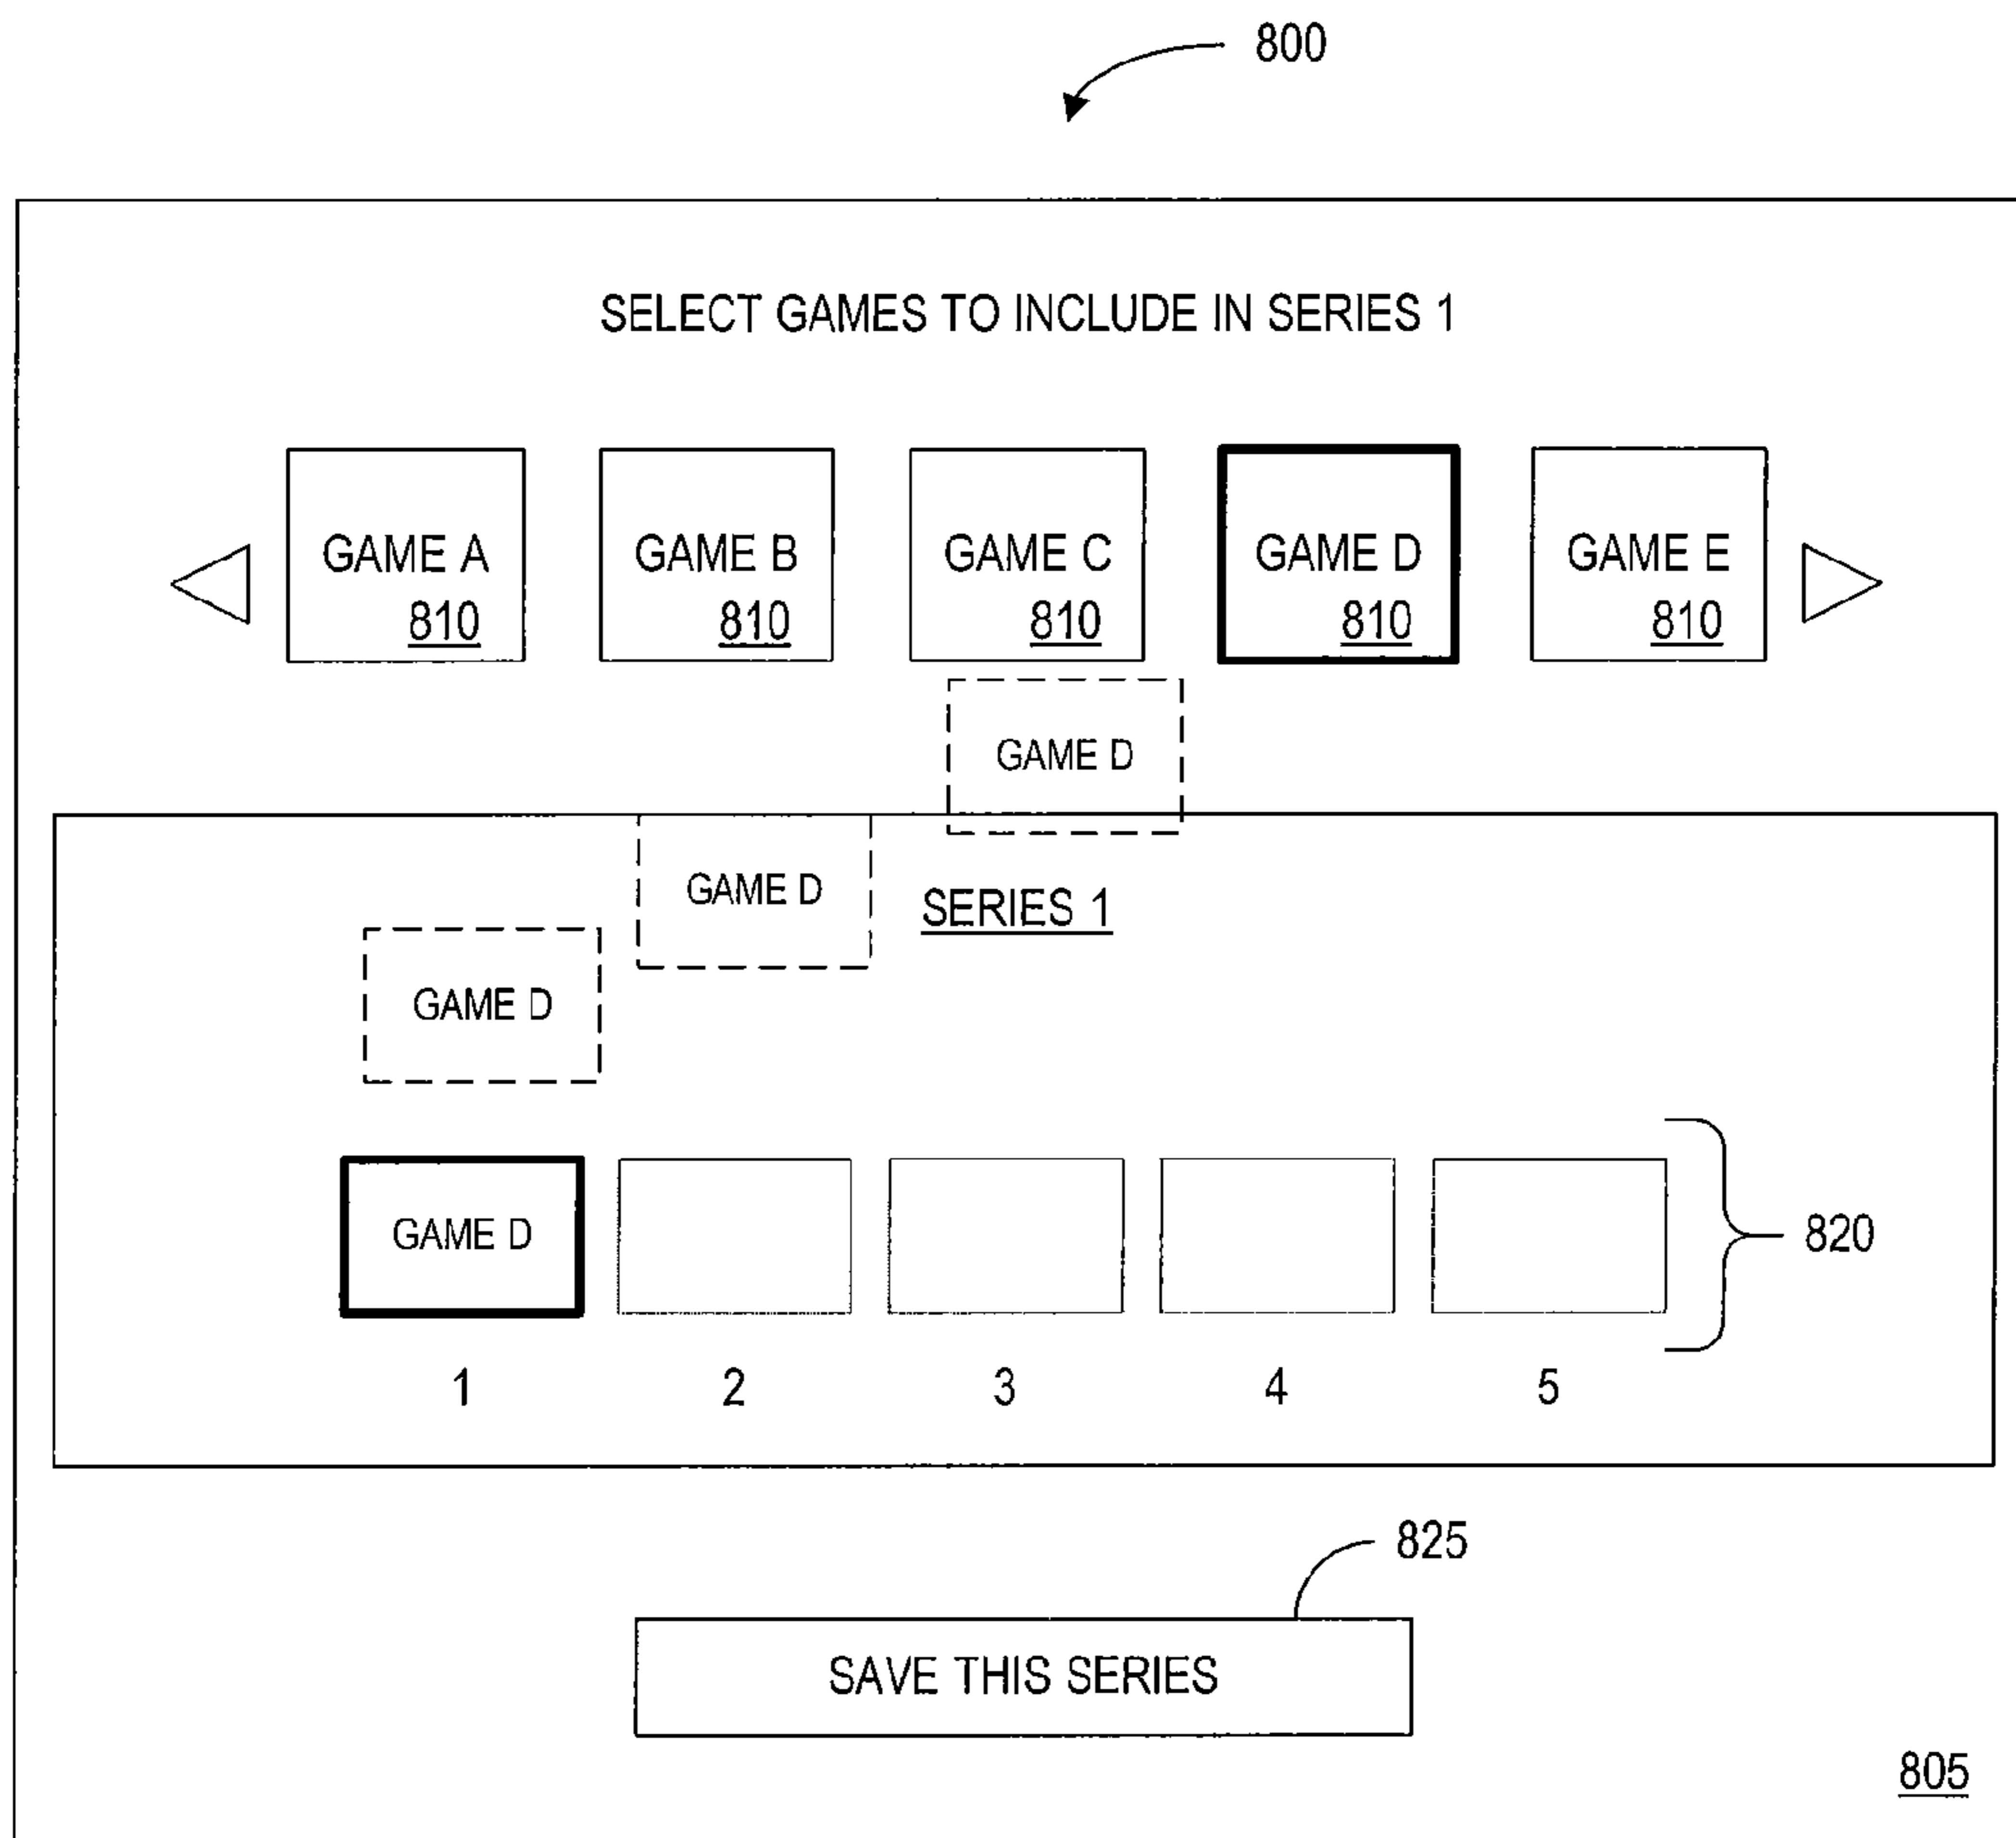 800
SELECT GAMES TO INCLUDE IN SERIES 1
GAME A
810
GAME B
810
GAME C
810
GAME D
810
GAME E
810
GAME D
GAME D
SERIES 1
GAME D
GAME D
820
1 2 3 4 5
825
SAVE THIS SERIES
805